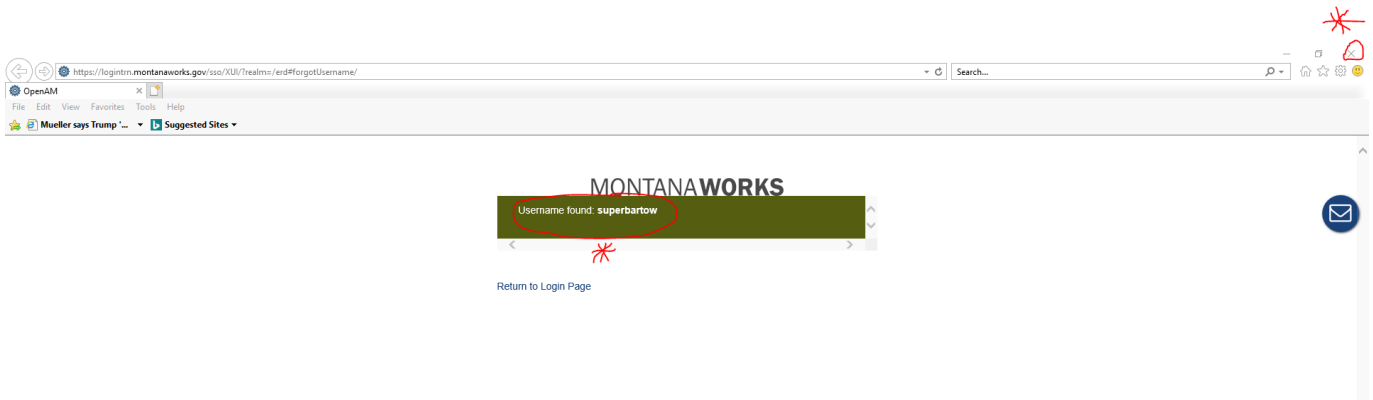 https://logintrn.montanaworks.gov/sso/XUI/?realm=/erd#forgotUsername/
Search...
OpenAM
File Edit View Favorites Tools Help
Mueller says Trump '... Suggested Sites
MONTANAWORKS
Username found: superbartow
Return to Login Page